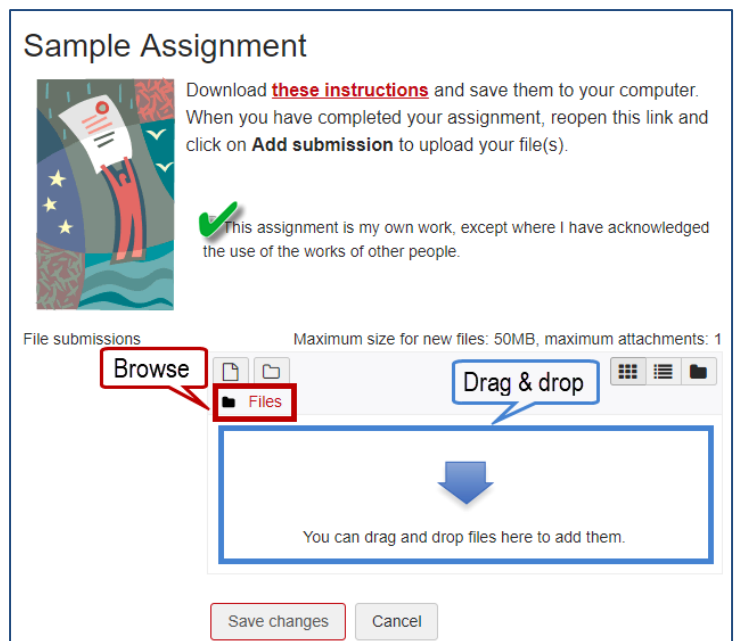 Sample Assignment
Download these instructions and save them to your computer.
When you have completed your assignment, reopen this link and
click on Add submission to upload your file(s).
This assignment is my own work, except where I have acknowledged
the use of the works of other people.
File submissions
Maximum size for new files: 50MB, maximum attachments: 1
Browse
Drag & drop
Files
You can drag and drop files here to add them.
Save changes
Cancel